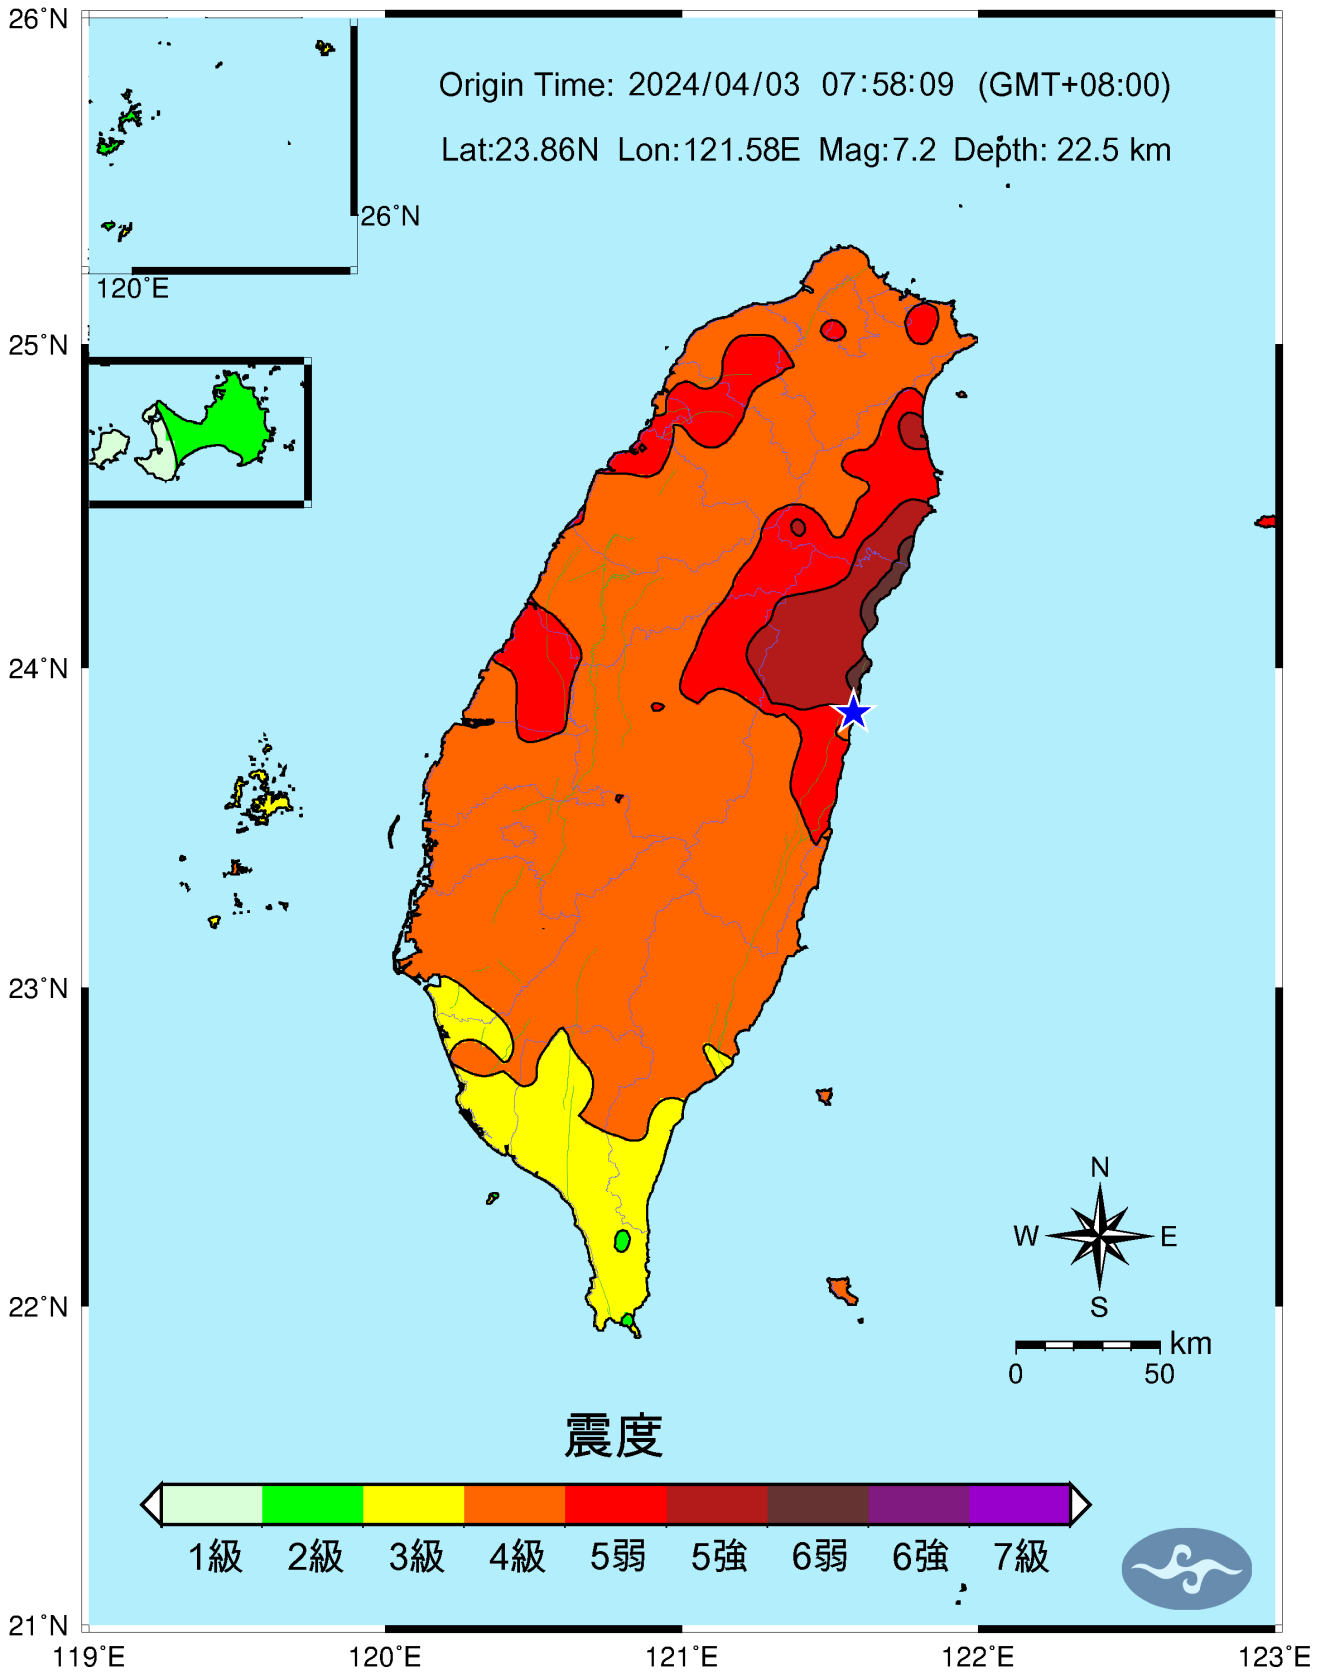 26°N
Origin Time: 2024/04/03 07:58:09 (GMT+08:00)
Lat:23.86N Lon:121.58E Mag:7.2 Depth: 22.5 km
26°N
120°E
25°N
24°N
23°N
22°N
N
W E
S
km
0 50
震度
1級 2級 3級 4級 5弱 5強 6弱 6強 7級
21°N
119°E 120°E 121°E 122°E 123°E